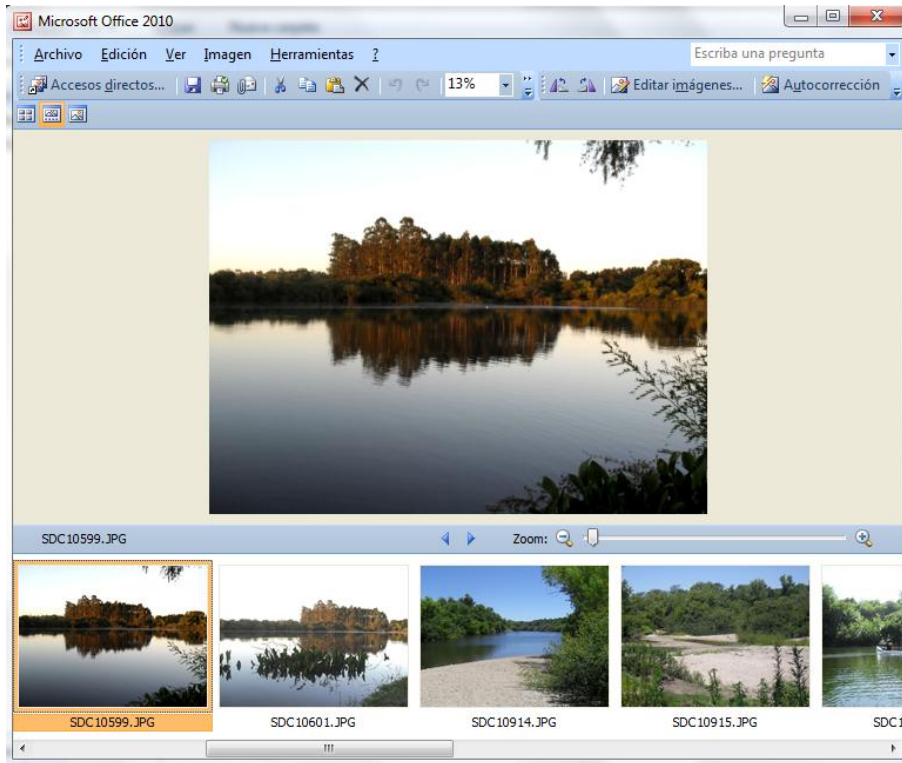 Microsoft Office 2010
Archivo Edición Ver Imagen Herramientas ?
Escriba una pregunta
Accesos directos... 13% Editar imágenes... Autocorrección
SDC10599.JPG Zoom:
SDC10599.JPG SDC10601.JPG SDC10914.JPG SDC10915.JPG SDC1